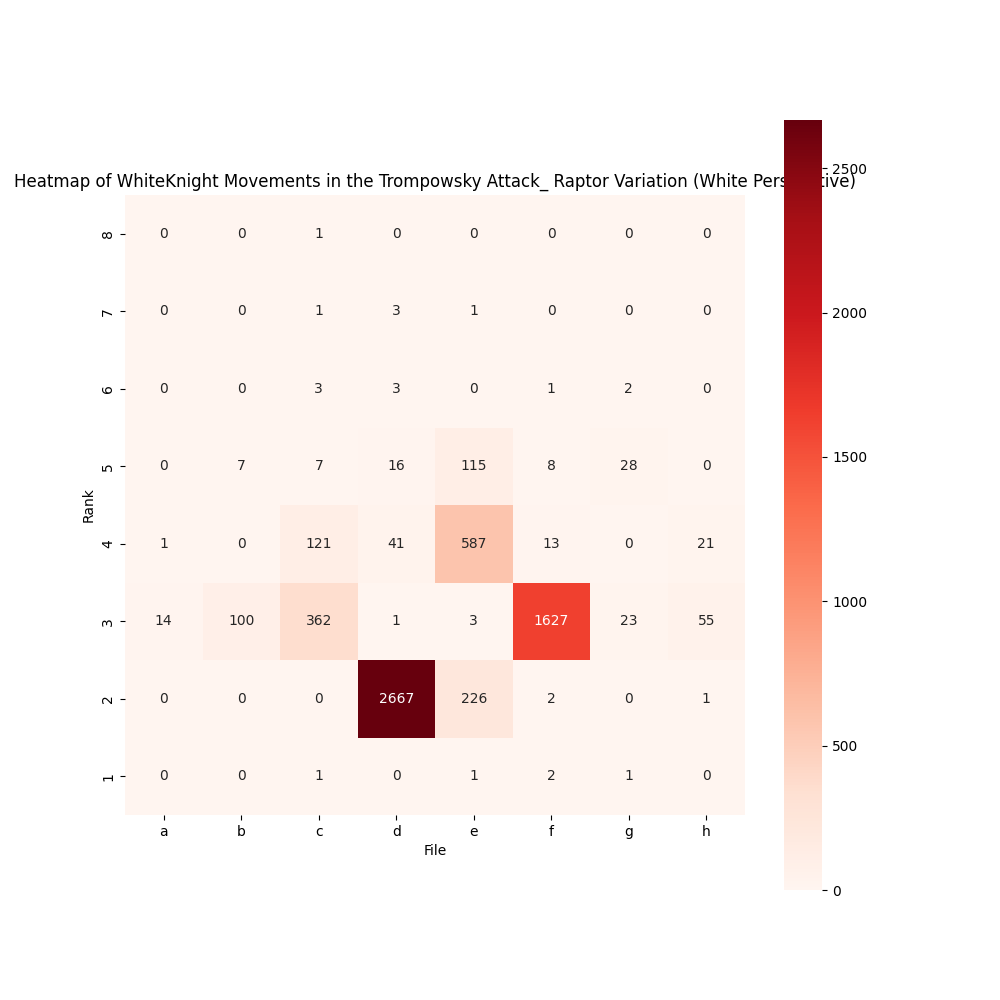 Heatmap of WhiteKnight Movements in the Trompowsky Attack_ Raptor Variation (White Perspective)
8 0 0 1 0 0 0 0 0
7 0 0 1 3 1 0 0 0
6 0 0 3 3 0 1 2 0
5 0 7 7 16 115 8 28 0
4 1 0 121 41 587 13 0 21
3 14 100 362 1 3 1627 23 55
2 0 0 0 2667 226 2 0 1
1 0 0 1 0 1 2 1 0
a b c d e f g h
File
Rank
2500
2000
1500
1000
500
0